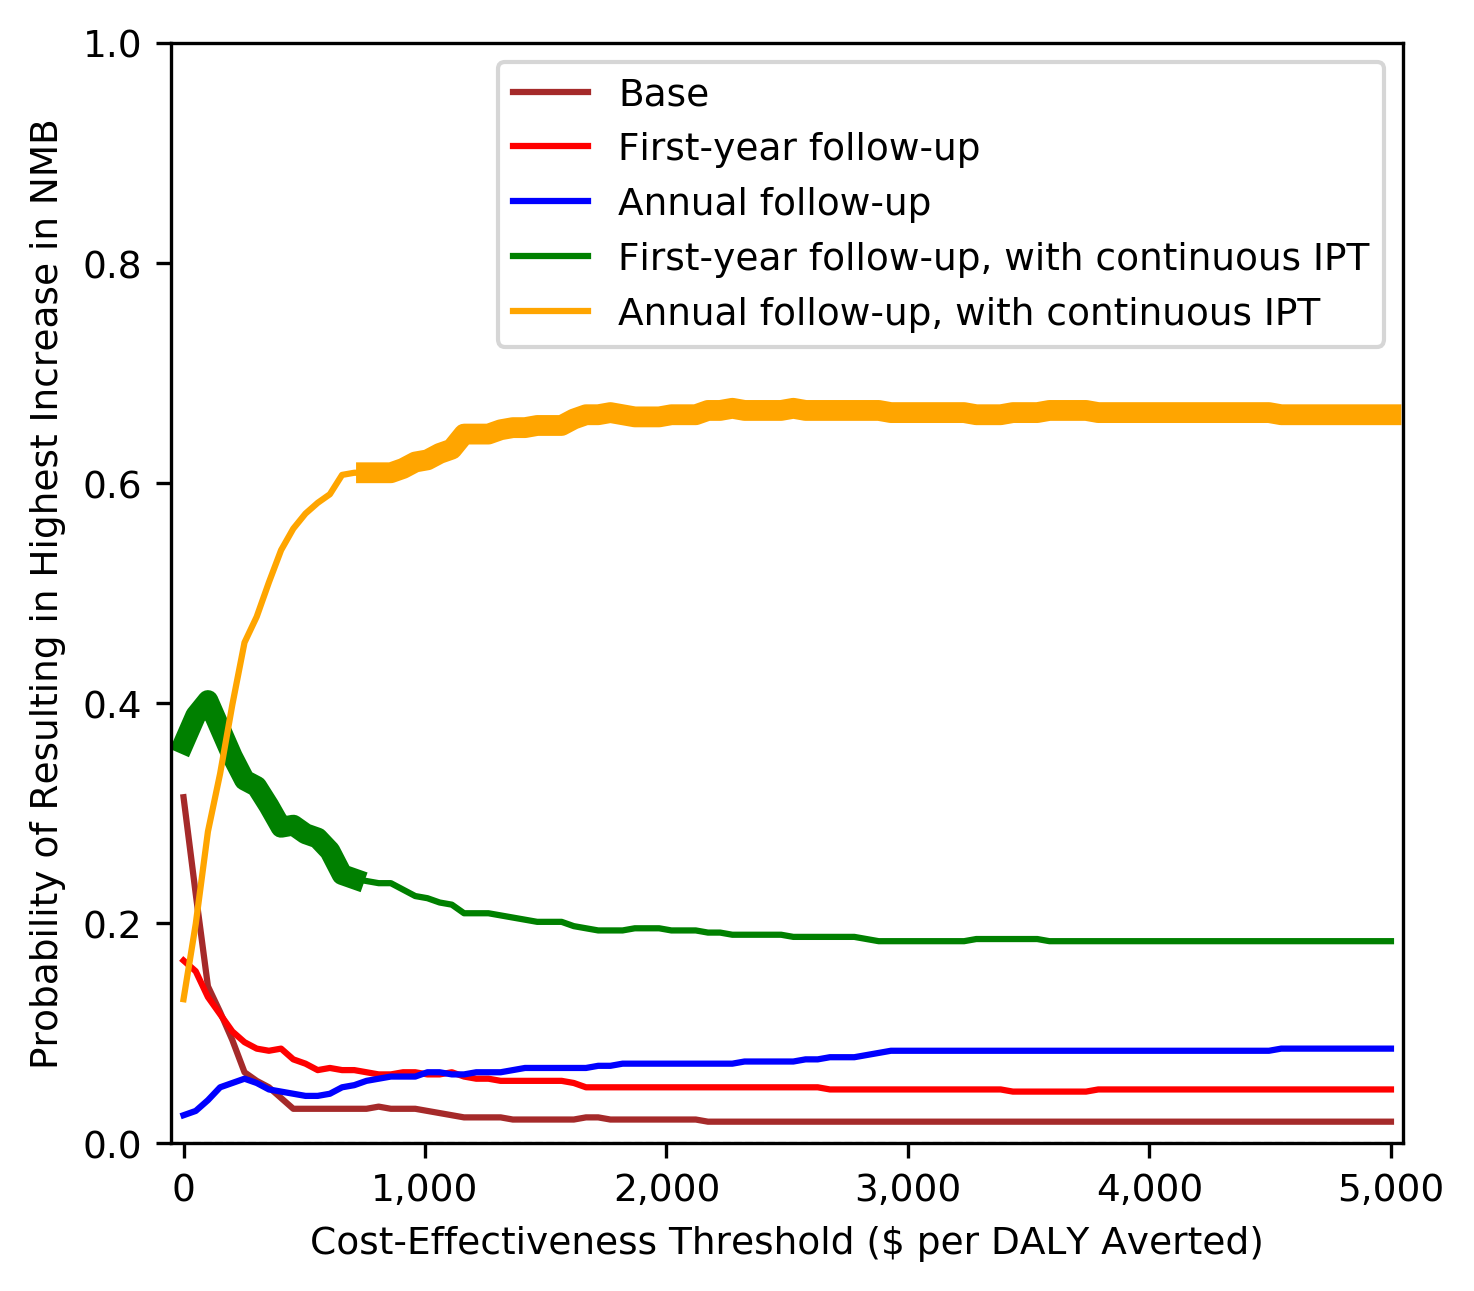 Probability of Resulting in Highest Increase in NMB
1.0
0.8
0.6
0.4
0.2
0.0
Base
First-year follow-up
Annual follow-up
First-year follow-up, with continuous IPT
Annual follow-up, with continuous IPT
0 1,000 2,000 3,000 4,000 5,000
Cost-Effectiveness Threshold ($ per DALY Averted)